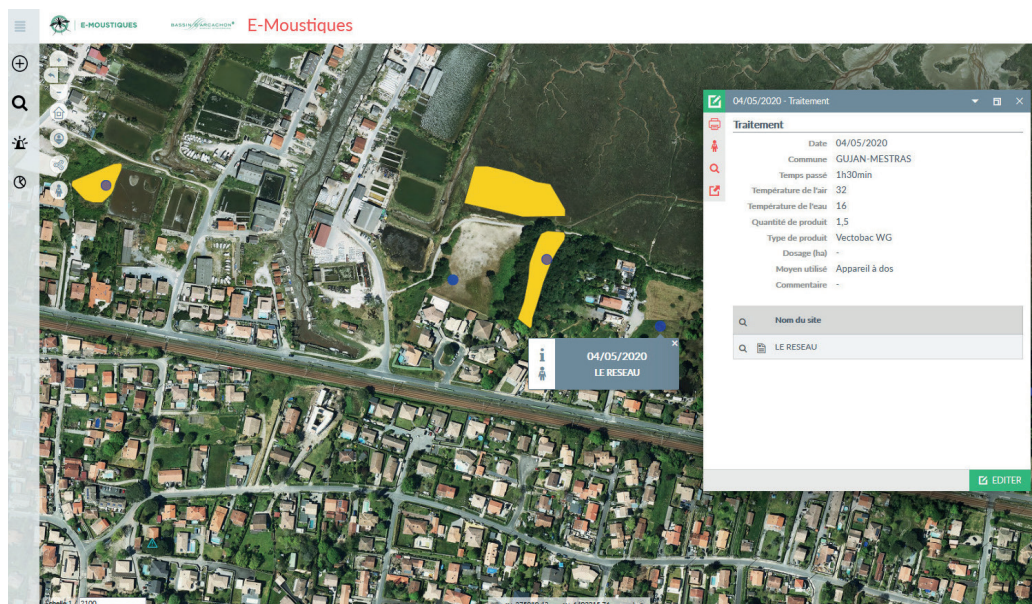 E-MOUSTIQUES
BASSIN D'ARCACHON
E-Moustiques
04/05/2020 - Traitement
Traitement
Date 04/05/2020
Commune GUJAN-MESTRAS
Temps passé 1h30min
Température de l'air 32
Température de l'eau 16
Quantité de produit 1,5
Type de produit Vectobac WG
Dosage (ha) -
Moyen utilisé Appareil à dos
Commentaire -
Nom du site
LE RESEAU
EDITER
04/05/2020
LE RESEAU